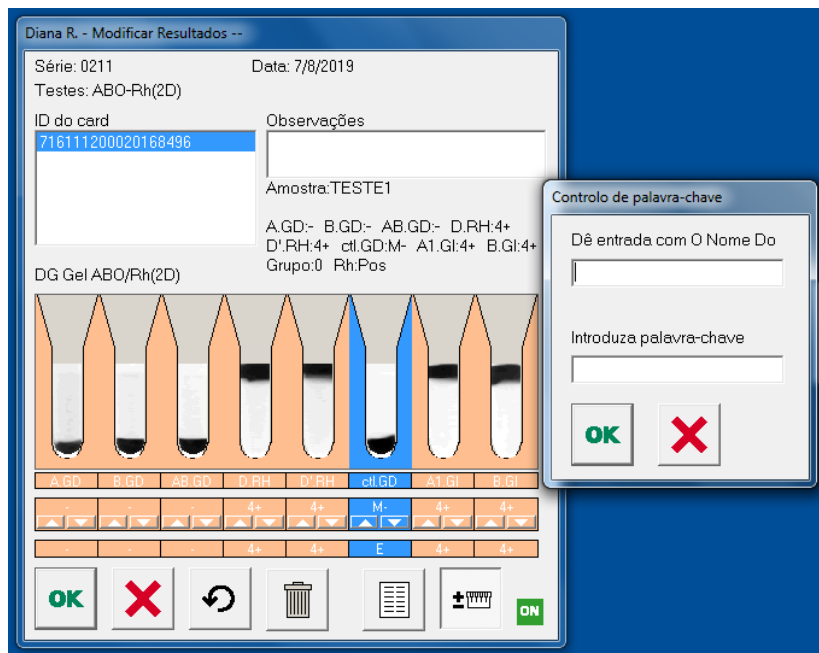 Diana R. - Modificar Resultados --
Série: 0211 Data: 7/8/2019
Testes: ABO-Rh(2D)
ID do card Observações
716111200020168496
Amostra:TESTE1
A.GD:- B.GD:- AB.GD:- D.RH:4+
D'.RH:4+ ctl.GD:M- A1.GI:4+ B.GI:4+
Grupo:0 Rh:Pos
DG Gel ABO/Rh(2D)
A.GD B.GD AB.GD D.RH D'.RH ctl.GD A1.GI B.GI
- - - 4+ 4+ M- 4+ 4+
- - - 4+ 4+ E 4+ 4+
OK ± ON
Controlo de palavra-chave
Dê entrada com O Nome Do
Introduza palavra-chave
OK